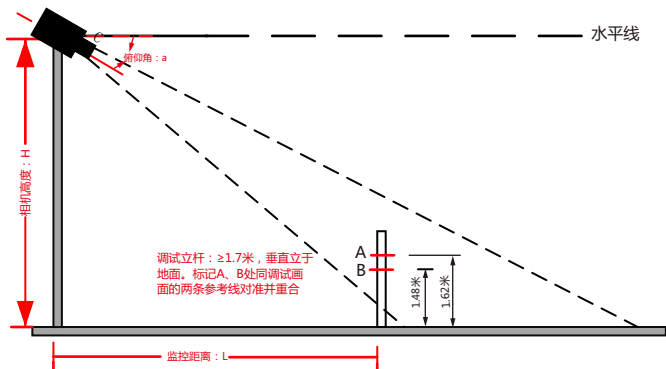 水平线
C
俯仰角：a
相机高度：H
调试立杆：≥1.7米，垂直立于
地面。标记A、B处同调试画
面的两条参考线对准并重合
A
B
1.48米
1.62米
监控距离：L